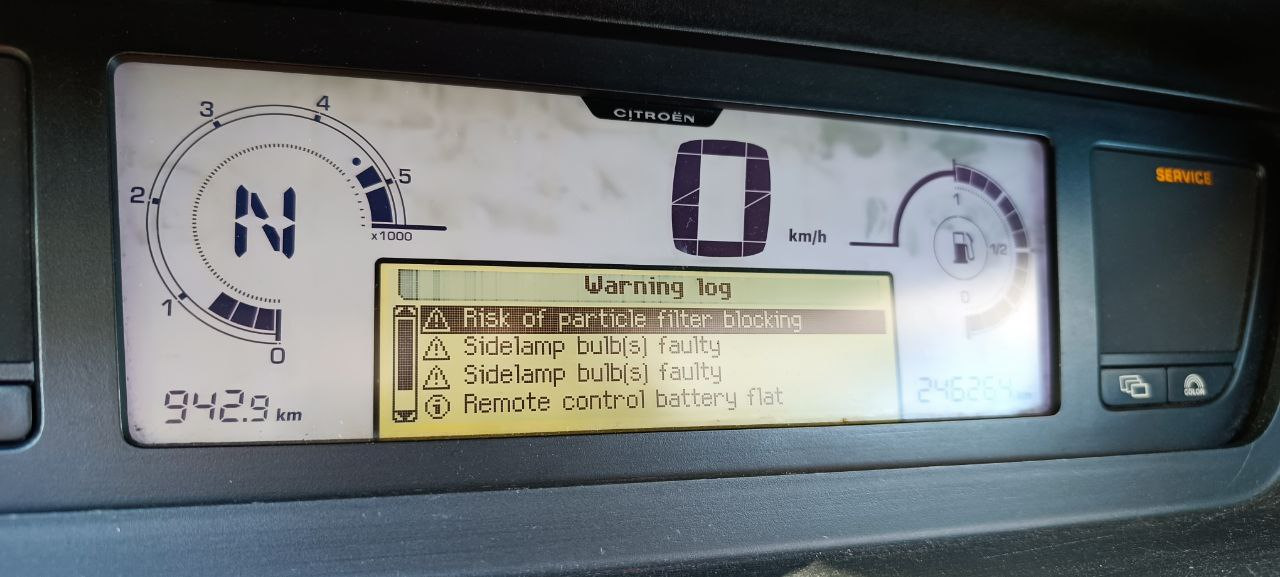 CITROËN
SERVICE
3
4
2
5
N
x1000
1
0
0
km/h
1
1/2
0
Warning log
Risk of particle filter blocking
Sidelamp bulb(s) faulty
Sidelamp bulb(s) faulty
Remote control battery flat
942.9 km
246264 km
COLOR